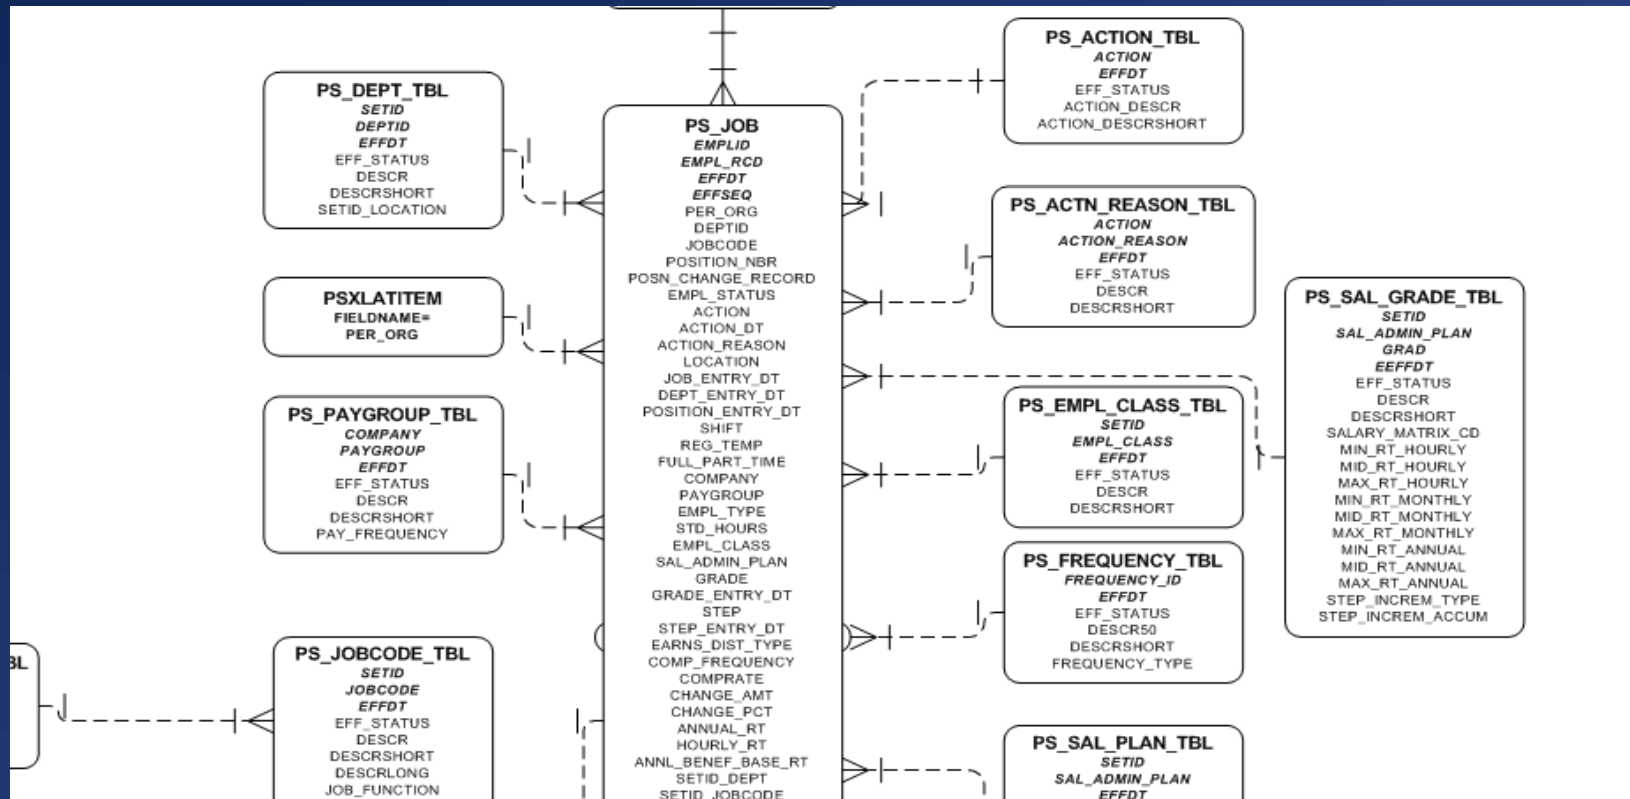 PS_DEPT_TBL
SETID
DEPTID
EFFDT
EFF_STATUS
DESCR
DESCRSHORT
SETID_LOCATION
PSXLATITEM
FIELDNAME=
PER_ORG
PS_PAYGROUP_TBL
COMPANY
PAYGROUP
EFFDT
EFF_STATUS
DESCR
DESCRSHORT
PAY_FREQUENCY
BL
PS_JOBCODE_TBL
SETID
JOBCODE
EFFDT
EFF_STATUS
DESCR
DESCRSHORT
DESCRLONG
JOB_FUNCTION
PS_JOB
EMPLID
EMPL_RCD
EFFDT
EFFSEQ
PER_ORG
DEPTID
JOBCODE
POSITION_NBR
POSN_CHANGE_RECORD
EMPL_STATUS
ACTION
ACTION_DT
ACTION_REASON
LOCATION
JOB_ENTRY_DT
DEPT_ENTRY_DT
POSITION_ENTRY_DT
SHIFT
REG_TEMP
FULL_PART_TIME
COMPANY
PAYGROUP
EMPL_TYPE
STD_HOURS
EMPL_CLASS
SAL_ADMIN_PLAN
GRADE
GRADE_ENTRY_DT
STEP
STEP_ENTRY_DT
EARNS_DIST_TYPE
COMP_FREQUENCY
COMPRATE
CHANGE_AMT
CHANGE_PCT
ANNUAL_RT
HOURLY_RT
ANNL_BENEF_BASE_RT
SETID_DEPT
SETID_JOBCODE
PS_ACTION_TBL
ACTION
EFFDT
EFF_STATUS
ACTION_DESCR
ACTION_DESCRSHORT
PS_ACTN_REASON_TBL
ACTION
ACTION_REASON
EFFDT
EFF_STATUS
DESCR
DESCRSHORT
PS_EMPL_CLASS_TBL
SETID
EMPL_CLASS
EFFDT
EFF_STATUS
DESCR
DESCRSHORT
PS_FREQUENCY_TBL
FREQUENCY_ID
EFFDT
EFF_STATUS
DESCR50
DESCRSHORT
FREQUENCY_TYPE
PS_SAL_PLAN_TBL
SETID
SAL_ADMIN_PLAN
EFFDT
PS_SAL_GRADE_TBL
SETID
SAL_ADMIN_PLAN
GRAD
EEFFDT
EFF_STATUS
DESCR
DESCRSHORT
SALARY_MATRIX_CD
MIN_RT_HOURLY
MID_RT_HOURLY
MAX_RT_HOURLY
MIN_RT_MONTHLY
MID_RT_MONTHLY
MAX_RT_MONTHLY
MIN_RT_ANNUAL
MID_RT_ANNUAL
MAX_RT_ANNUAL
STEP_INCREM_TYPE
STEP_INCREM_ACCUM